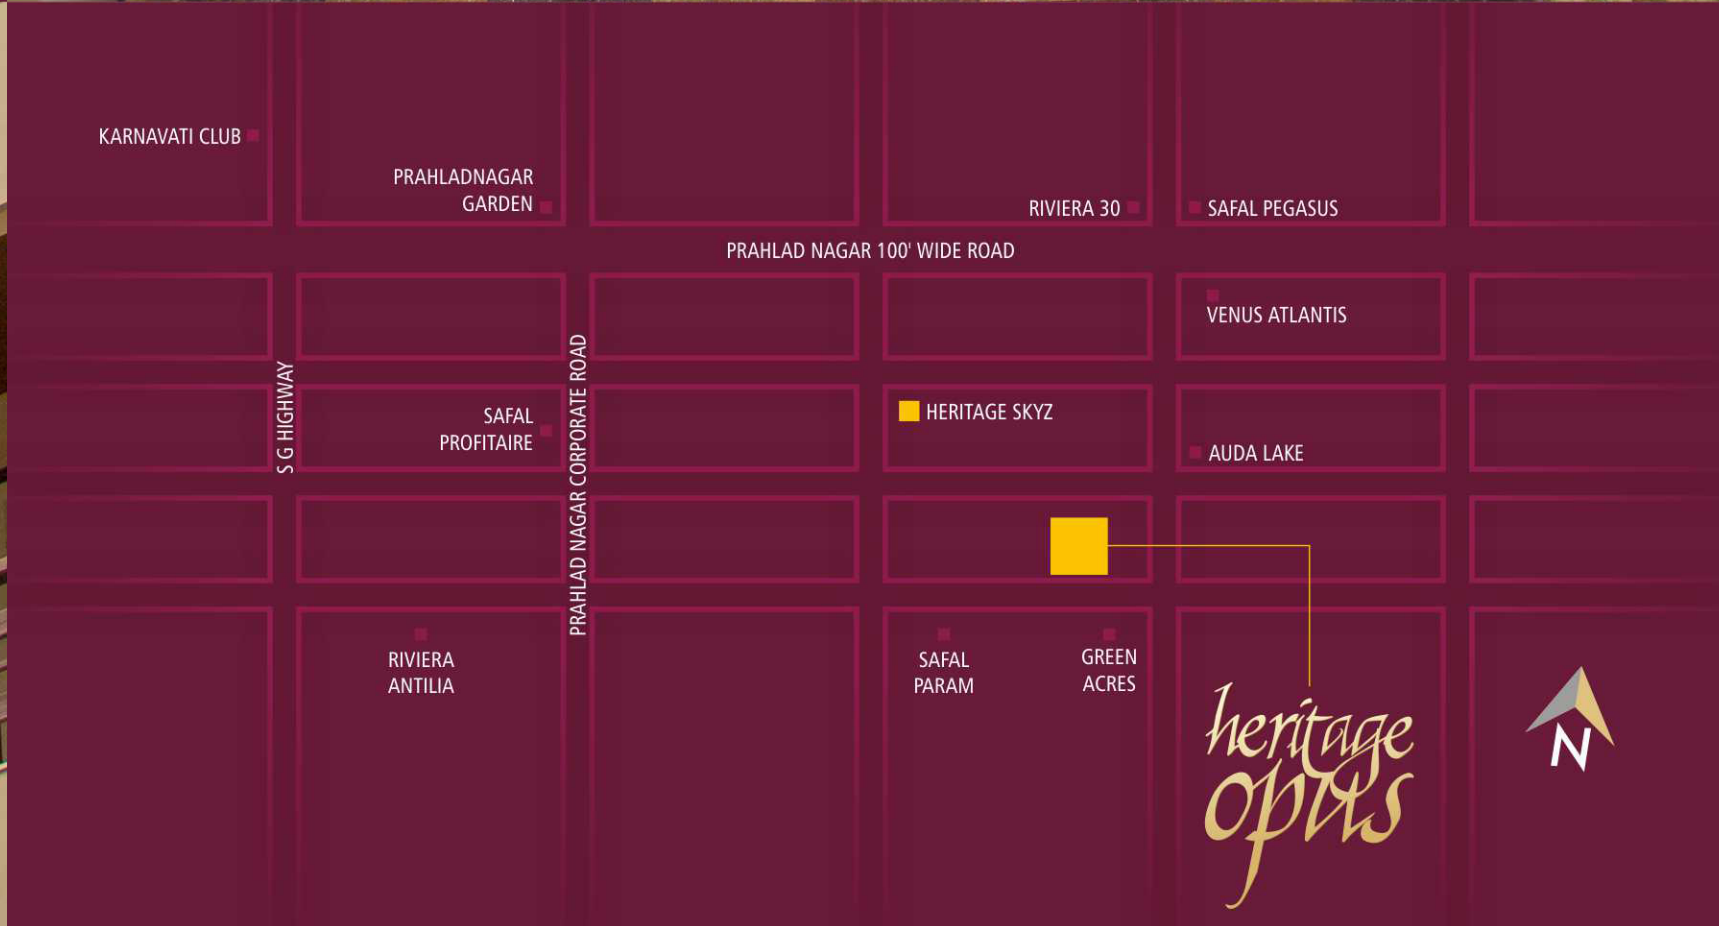 KARNAVATI CLUB
PRAHLADNAGAR
GARDEN
RIVIERA 30
SAFAL PEGASUS
PRAHLAD NAGAR 100' WIDE ROAD
VENUS ATLANTIS
S G HIGHWAY
SAFAL
PROFITAIRE
PRAHLAD NAGAR CORPORATE ROAD
HERITAGE SKYZ
AUDA LAKE
RIVIERA
ANTILIA
SAFAL
PARAM
GREEN
ACRES
heritage
opus
N